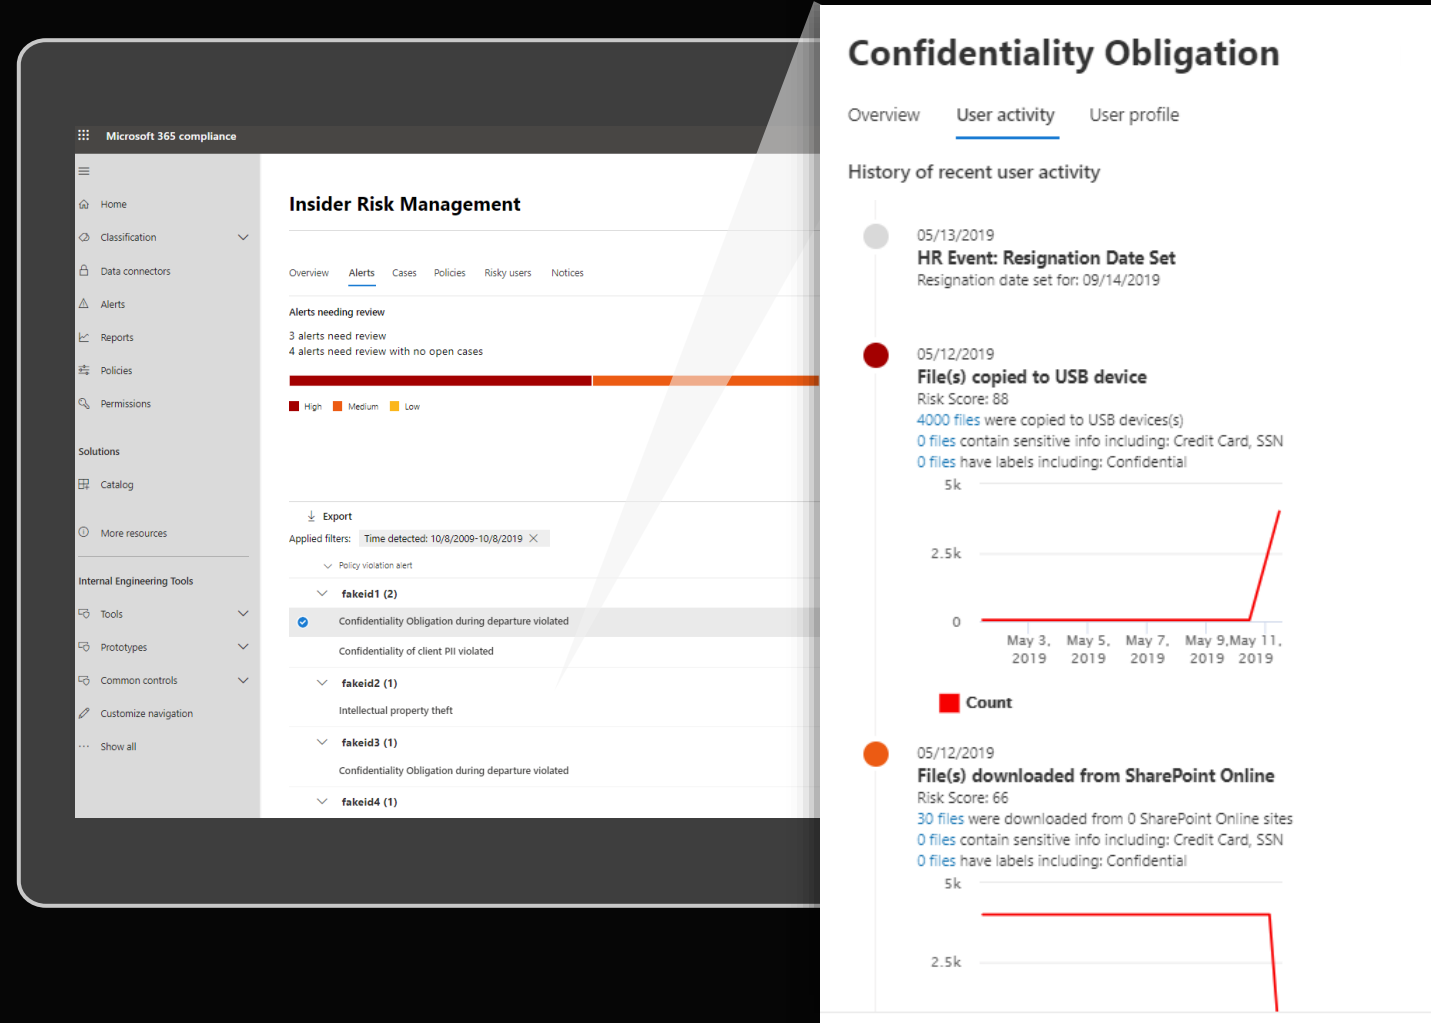 Microsoft 365 compliance
Home
Classification
Data connectors
Alerts
Reports
Policies
Permissions
Solutions
Catalog
More resources
Internal Engineering Tools
Tools
Prototypes
Common controls
Customize navigation
Show all
Insider Risk Management
Overview Alerts Cases Policies Risky users Notices
Alerts needing review
3 alerts need review
4 alerts need review with no open cases
High Medium Low
Export
Applied filters: Time detected: 10/8/2009-10/8/2019
Policy violation alert
fakeid1 (2)
Confidentiality Obligation during departure violated
Confidentiality of client PII violated
fakeid2 (1)
Intellectual property theft
fakeid3 (1)
Confidentiality Obligation during departure violated
fakeid4 (1)
Confidentiality Obligation
Overview User activity User profile
History of recent user activity
05/13/2019
HR Event: Resignation Date Set
Resignation date set for: 09/14/2019
05/12/2019
File(s) copied to USB device
Risk Score: 88
4000 files were copied to USB devices(s)
0 files contain sensitive info including: Credit Card, SSN
0 files have labels including: Confidential
5k
2.5k
0
May 3, May 5, May 7, May 9, May 11,
2019 2019 2019 2019 2019
Count
05/12/2019
File(s) downloaded from SharePoint Online
Risk Score: 66
30 files were downloaded from 0 SharePoint Online sites
0 files contain sensitive info including: Credit Card, SSN
0 files have labels including: Confidential
5k
2.5k